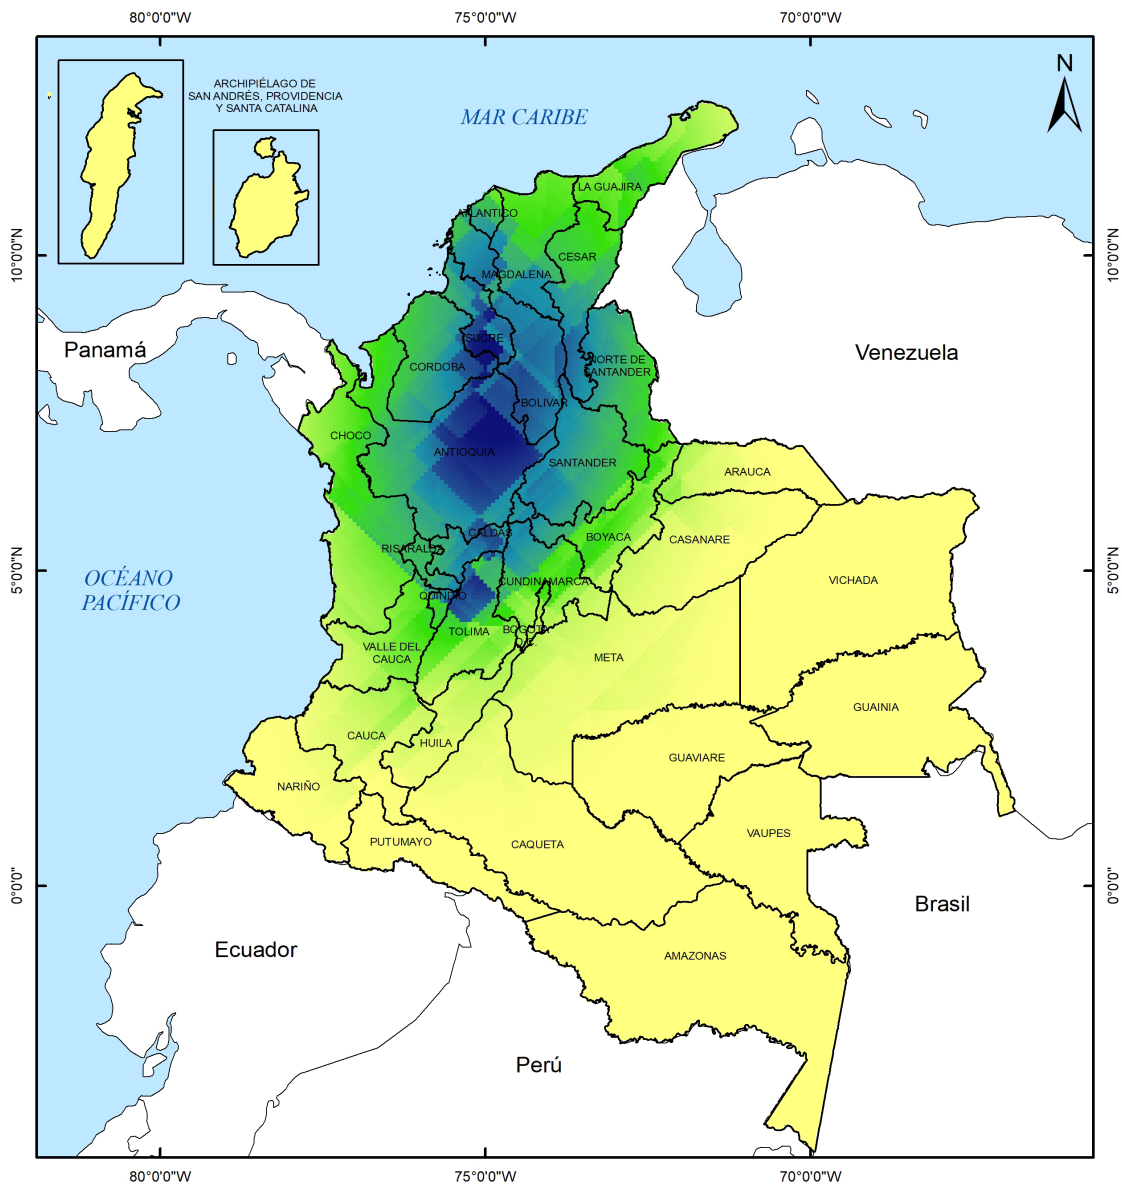 80°0'0"W
75°0'0"W
70°0'0"W
ARCHIPIÉLAGO DE
SAN ANDRÉS, PROVIDENCIA
Y SANTA CATALINA
MAR CARIBE
N
LA GUAJIRA
ATLANTICO
10°0'0"N
CESAR
MAGDALENA
10°0'0"N
Panamá
SUCRE
Venezuela
CORDOBA
NORTE DE
SANTANDER
BOLIVAR
CHOCO
ANTIOQUIA
SANTANDER
ARAUCA
CALDAS
BOYACA
CASANARE
RISARALDA
5°0'0"N
OCÉANO
PACÍFICO
CUNDINAMARCA
VICHADA
5°0'0"N
QUINDIO
TOLIMA
BOGOTA
D.C.
VALLE DEL
CAUCA
META
GUAINIA
CAUCA
HUILA
GUAVIARE
NARIÑO
PUTUMAYO
CAQUETA
VAUPES
0°0'0"
0°0'0"
Brasil
Ecuador
AMAZONAS
Perú
80°0'0"W
75°0'0"W
70°0'0"W